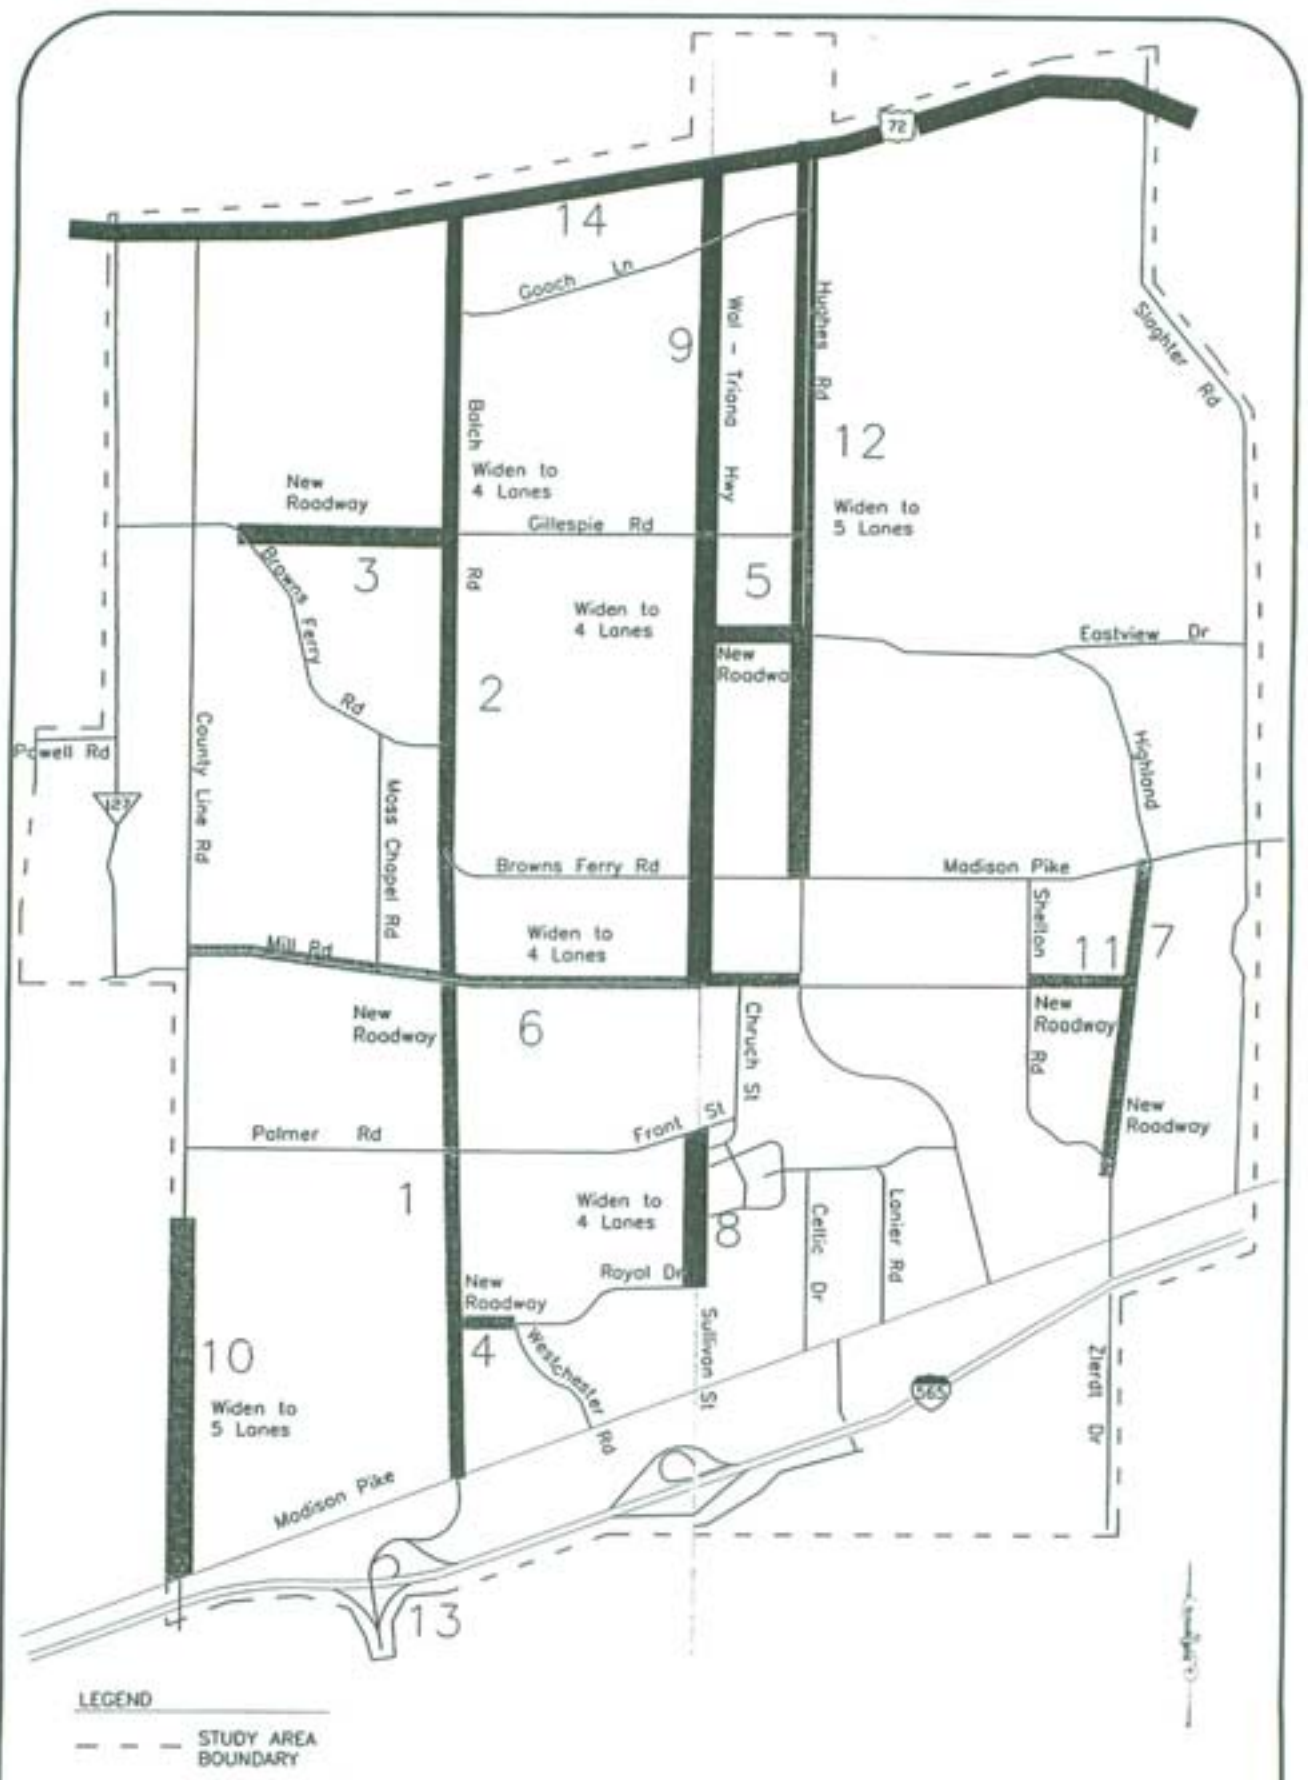 72
14
Gooch Ln
9
Wal - Triana Hwy
Hughes Rd
Slaghter Rd
Balch Rd
12
Widen to
4 Lanes
New
Roadway
Widen to
5 Lanes
Gillespie Rd
3
5
Browns Ferry Rd
Widen to
4 Lanes
Eastview Dr
New
Roadwa
2
Powell Rd
County Line Rd
Highland
Moss Chapel Rd
Browns Ferry Rd
Madison Pike
Shelton Rd
Mill Rd
Widen to
4 Lanes
11
7
New
Roadway
6
Chruch St
New
Roadway
Palmer Rd
Front St
New
Roadway
1
Widen to
4 Lanes
8
Celtic Dr
Lanier Rd
Royal Dr
New
Roadway
4
Westchester Rd
Sullivan St
Zierdt Dr
10
Widen to
5 Lanes
565
Madison Pike
13
LEGEND
STUDY AREA
BOUNDARY